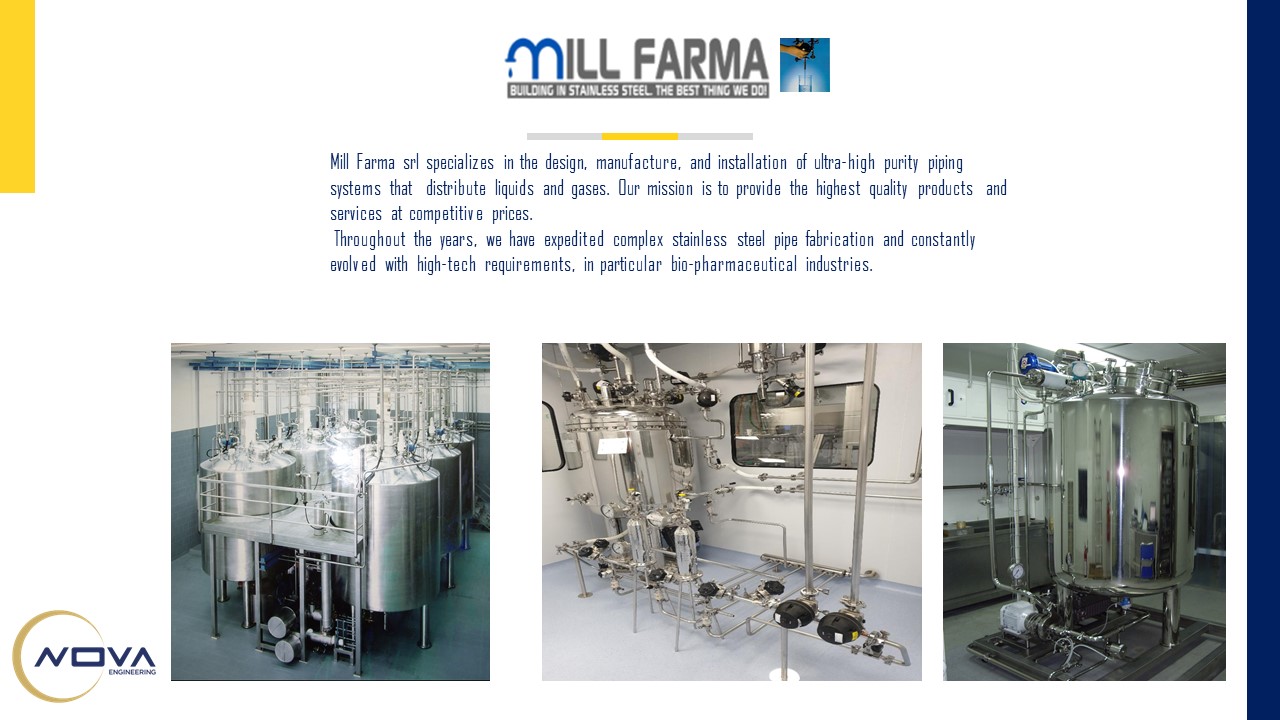 MILL FARMA
BUILDING IN STAINLESS STEEL. THE BEST THING WE DO!
Mill Farma srl specializes in the design, manufacture, and installation of ultra-high purity piping
systems that distribute liquids and gases. Our mission is to provide the highest quality products and
services at competitive prices.
Throughout the years, we have expedited complex stainless steel pipe fabrication and constantly
evolved with high-tech requirements, in particular bio-pharmaceutical industries.
NOVA
ENGINEERING